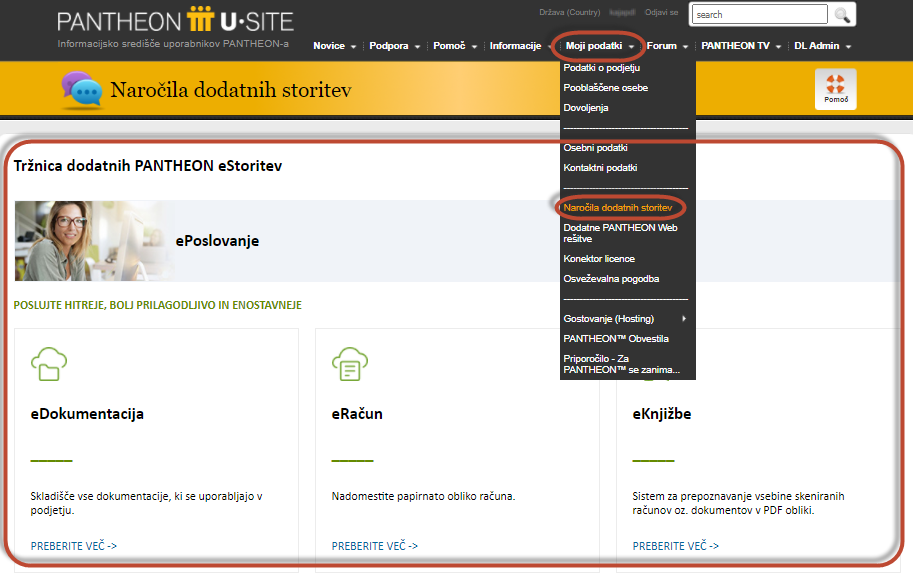 PANTHEON U·SITE
Informacijsko središče uporabnikov PANTHEON-a
Država (Country) Odjavi se
search
Novice Podpora Pomoč Informacije Moji podatki Forum PANTHEON TV DL Admin
Naročila dodatnih storitev
Pomoč
Podatki o podjetju
Pooblaščene osebe
Dovoljenja
Osebni podatki
Kontaktni podatki
Naročila dodatnih storitev
Dodatne PANTHEON Web
rešitve
Konektor licence
Osveževalna pogodba
Gostovanje (Hosting)
PANTHEON™ Obvestila
Priporočilo - Za
PANTHEON™ se zanima...
Tržnica dodatnih PANTHEON eStoritev
ePoslovanje
POSLUJTE HITREJE, BOLJ PRILAGODLJIVO IN ENOSTAVNEJE
eDokumentacija
Skladišče vse dokumentacije, ki se uporabljajo v
podjetju.
PREBERITE VEČ ->
eRačun
Nadomestite papirnato obliko računa.
PREBERITE VEČ ->
eKnjižbe
Sistem za prepoznavanje vsebine skeniranih
računov oz. dokumentov v PDF obliki.
PREBERITE VEČ ->